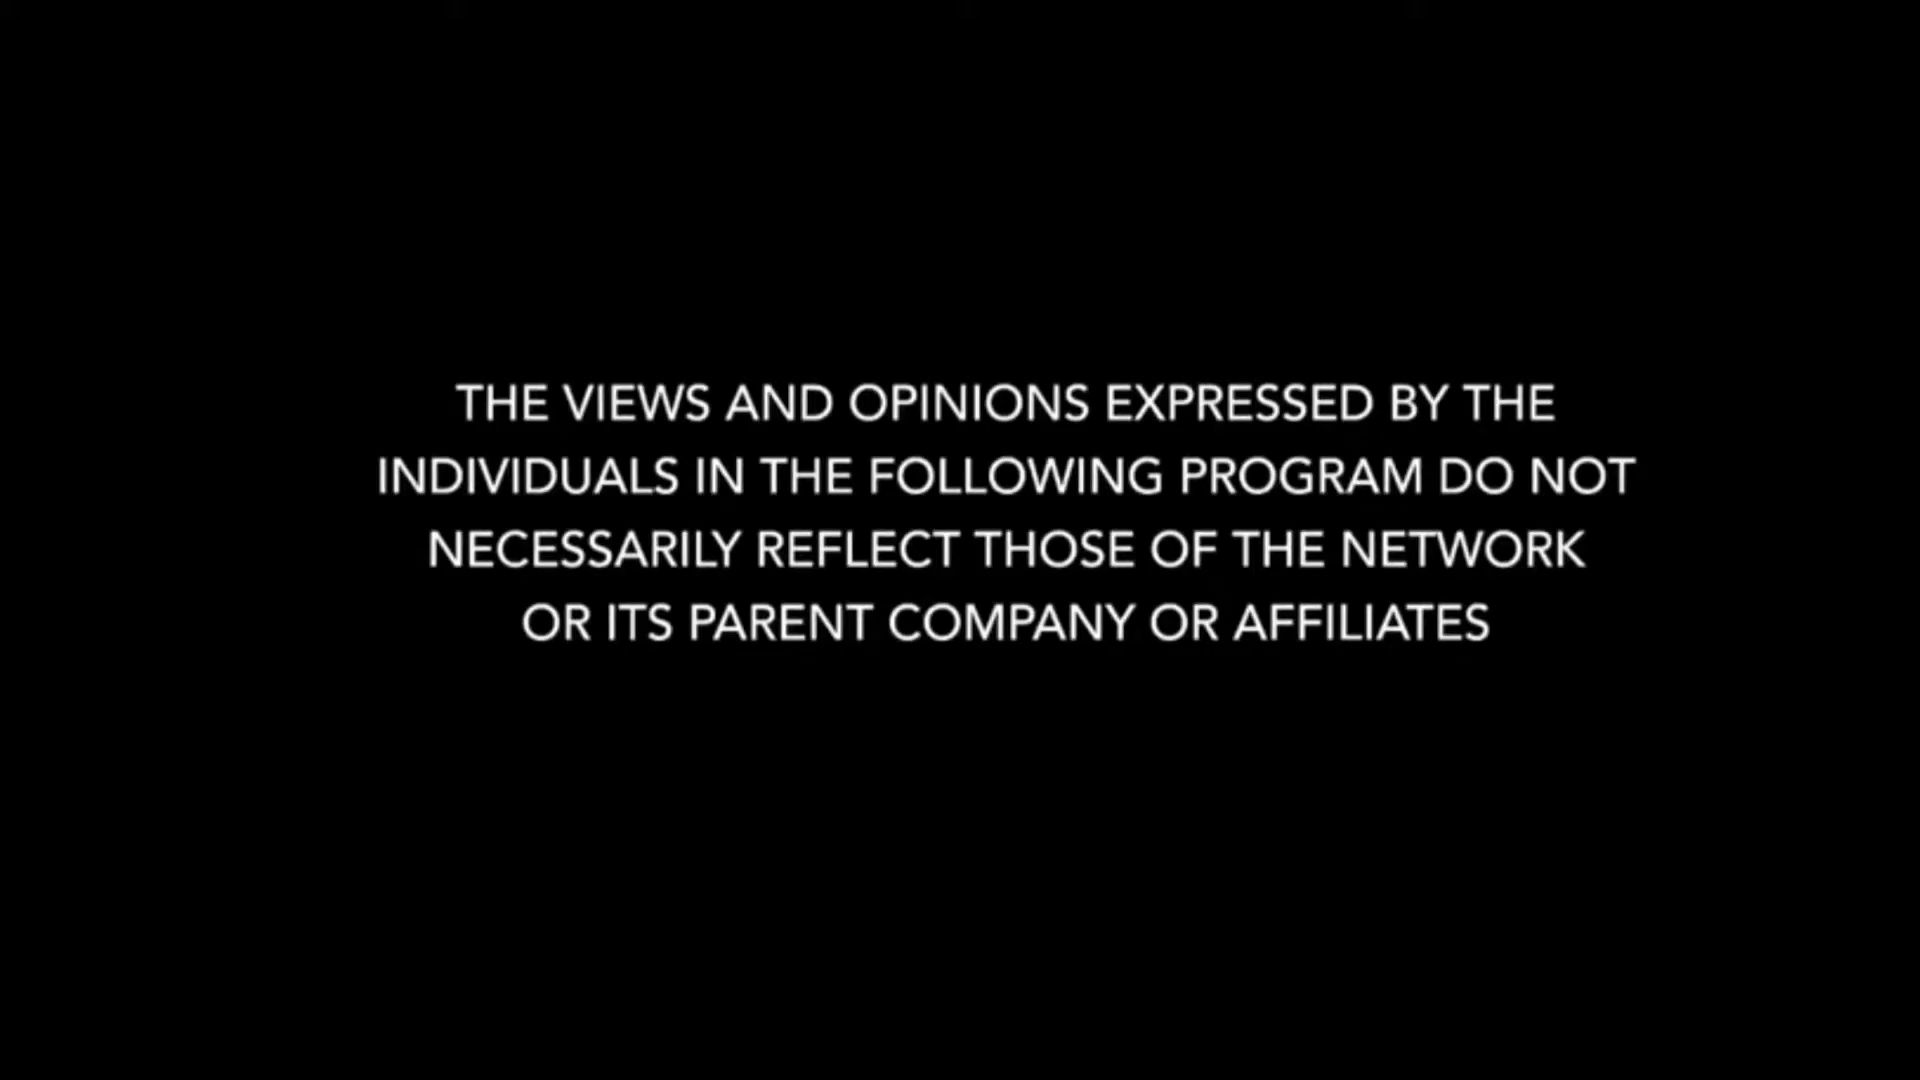 THE VIEWS AND OPINIONS EXPRESSED BY THE
INDIVIDUALS IN THE FOLLOWING PROGRAM DO NOT
NECESSARILY REFLECT THOSE OF THE NETWORK
OR ITS PARENT COMPANY OR AFFILIATES